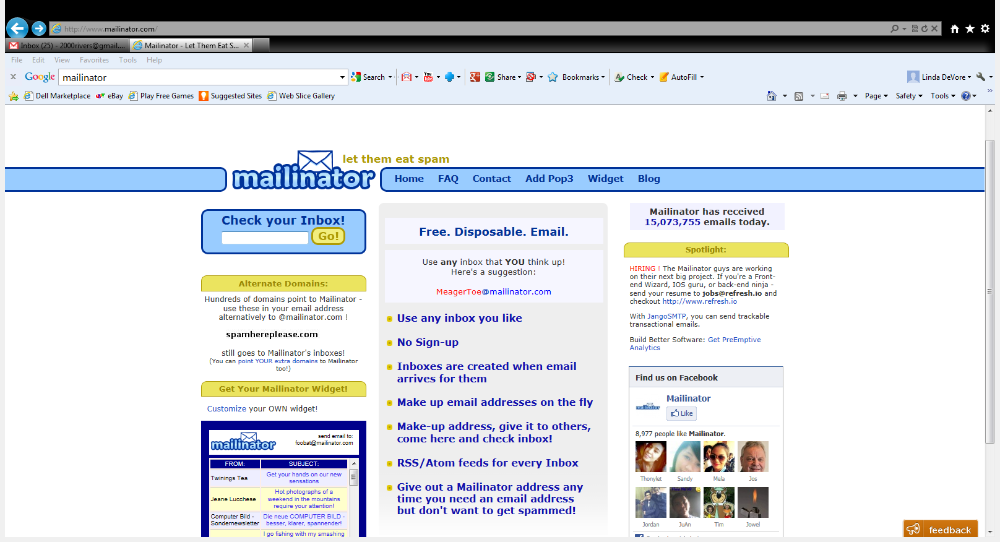 http://www.mailinator.com/
Inbox (25) - 2000rivers@gmail....
Mailinator - Let Them Eat S...
File Edit View Favorites Tools Help
x Google mailinator Search Share Bookmarks Check AutoFill Linda DeVore
Dell Marketplace eBay Play Free Games Suggested Sites Web Slice Gallery Page Safety Tools
let them eat spam
mailinator
Home FAQ Contact Add Pop3 Widget Blog
Check your Inbox!
Go!
Alternate Domains:
Hundreds of domains point to Mailinator -
use these in your email address
alternatively to @mailinator.com !
spamhereplease.com
still goes to Mailinator's inboxes!
(You can point YOUR extra domains to Mailinator
too!)
Get Your Mailinator Widget!
Customize your OWN widget!
mailinator
send email to:
foobat@mailinator.com
FROM: SUBJECT:
Twinings Tea
Get your hands on our new
sensations
Jeane Lucchese
Hot photographs of a
weekend in the mountains
require your attention!
Computer Bild -
Sondernewsletter
Die neue COMPUTER BILD -
besser, klarer, spannender!
I go fishing with my smashing
Free. Disposable. Email.
Use any inbox that YOU think up!
Here's a suggestion:
MeagerToe@mailinator.com
Use any inbox you like
No Sign-up
Inboxes are created when email
arrives for them
Make up email addresses on the fly
Make-up address, give it to others,
come here and check inbox!
RSS/Atom feeds for every Inbox
Give out a Mailinator address any
time you need an email address
but don't want to get spammed!
Mailinator has received
15,073,755 emails today.
Spotlight:
HIRING ! The Mailinator guys are working
on their next big project. If you're a Front-
end Wizard, IOS guru, or back-end ninja -
send your resume to jobs@refresh.io and
checkout http://www.refresh.io
With JangoSMTP, you can send trackable
transactional emails.
Build Better Software: Get PreEmptive
Analytics
Find us on Facebook
mailinator
Mailinator
Like
8,977 people like Mailinator.
Thonylet Sandy Mela Jos
Jordan JuAn Tim Jowel
feedback